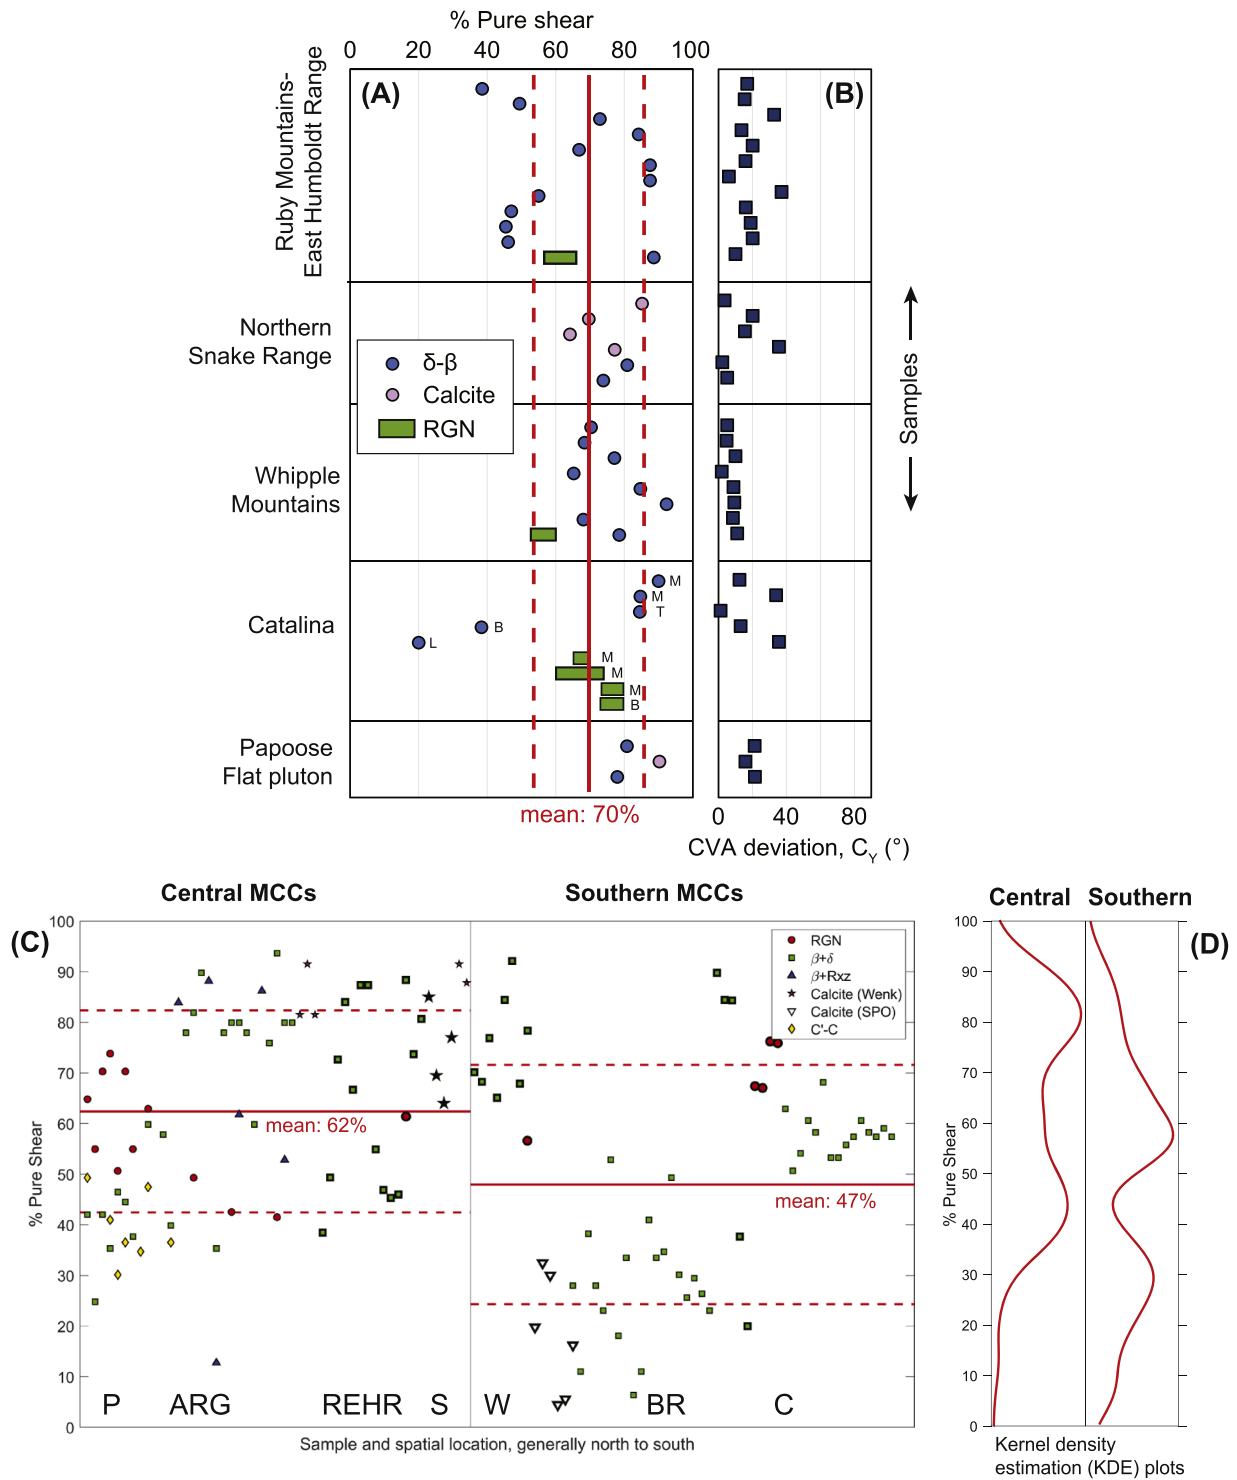 % Pure shear
0 20 40 60 80 100
(A)
(B)
Ruby Mountains-
East Humboldt Range
Northern
Snake Range
δ-β
Calcite
RGN
Samples
Whipple
Mountains
M
M
T
Catalina
B
L
M
M
M
B
Papoose
Flat pluton
mean: 70%
0 40 80
CVA deviation, CY (°)
Central MCCs
Southern MCCs
Central Southern
(C)
(D)
100
90
80
70
60
50
40
30
20
10
0
% Pure Shear
RGN
β+δ
β+Rxz
Calcite (Wenk)
Calcite (SPO)
C'-C
mean: 62%
mean: 47%
P ARG REHR S W BR C
Sample and spatial location, generally north to south
100
90
80
70
60
50
40
30
20
10
0
% Pure Shear
Kernel density
estimation (KDE) plots